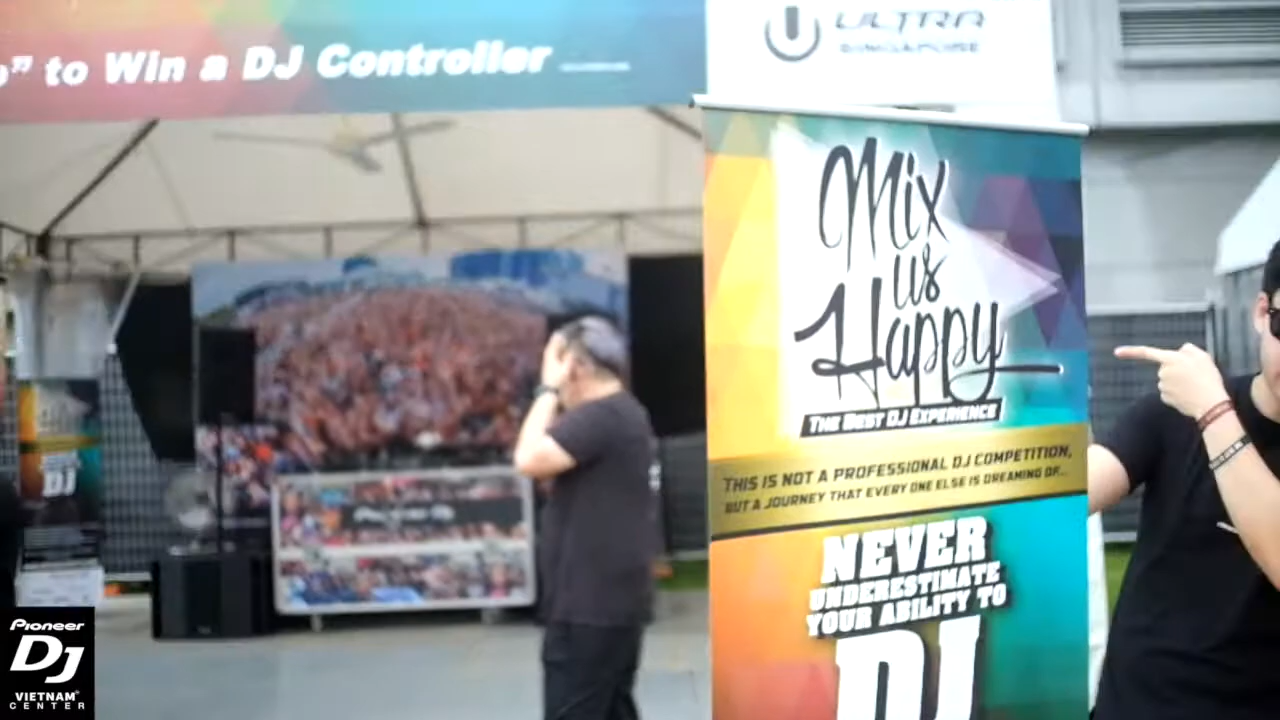 ” to Win a DJ Controller
ULTRA
SINGAPORE
Mix
us
Happy
THE BEST DJ EXPERIENCE
THIS IS NOT A PROFESSIONAL DJ COMPETITION,
BUT A JOURNEY THAT EVERY ONE ELSE IS DREAMING OF...
NEVER
UNDERESTIMATE
YOUR ABILITY TO
DJ
DJ
Pioneer
DJ
VIETNAM®
CENTER